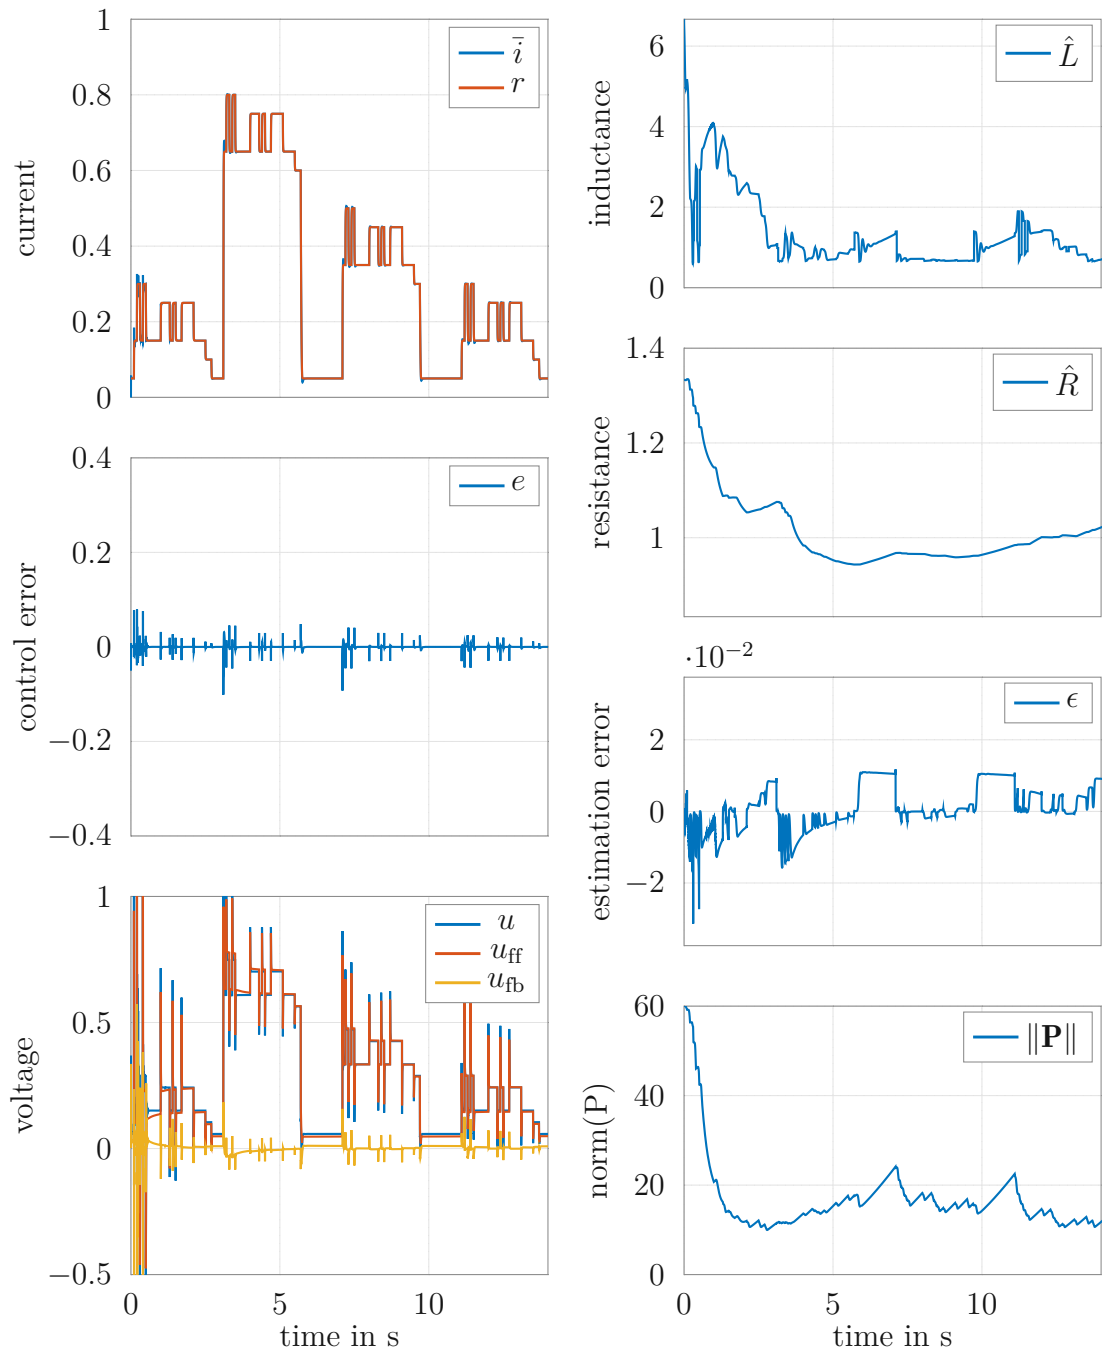 current
1
0.8
0.6
0.4
0.2
0
i̅
r
control error
0.4
0.2
0
−0.2
−0.4
e
voltage
1
0.5
0
−0.5
u
u_ff
u_fb
0 5 10
time in s
inductance
6
4
2
0
L̂
resistance
1.4
1.2
1
R̂
·10⁻²
estimation error
2
0
−2
ϵ
norm(P)
60
40
20
0
‖P‖
0 5 10
time in s